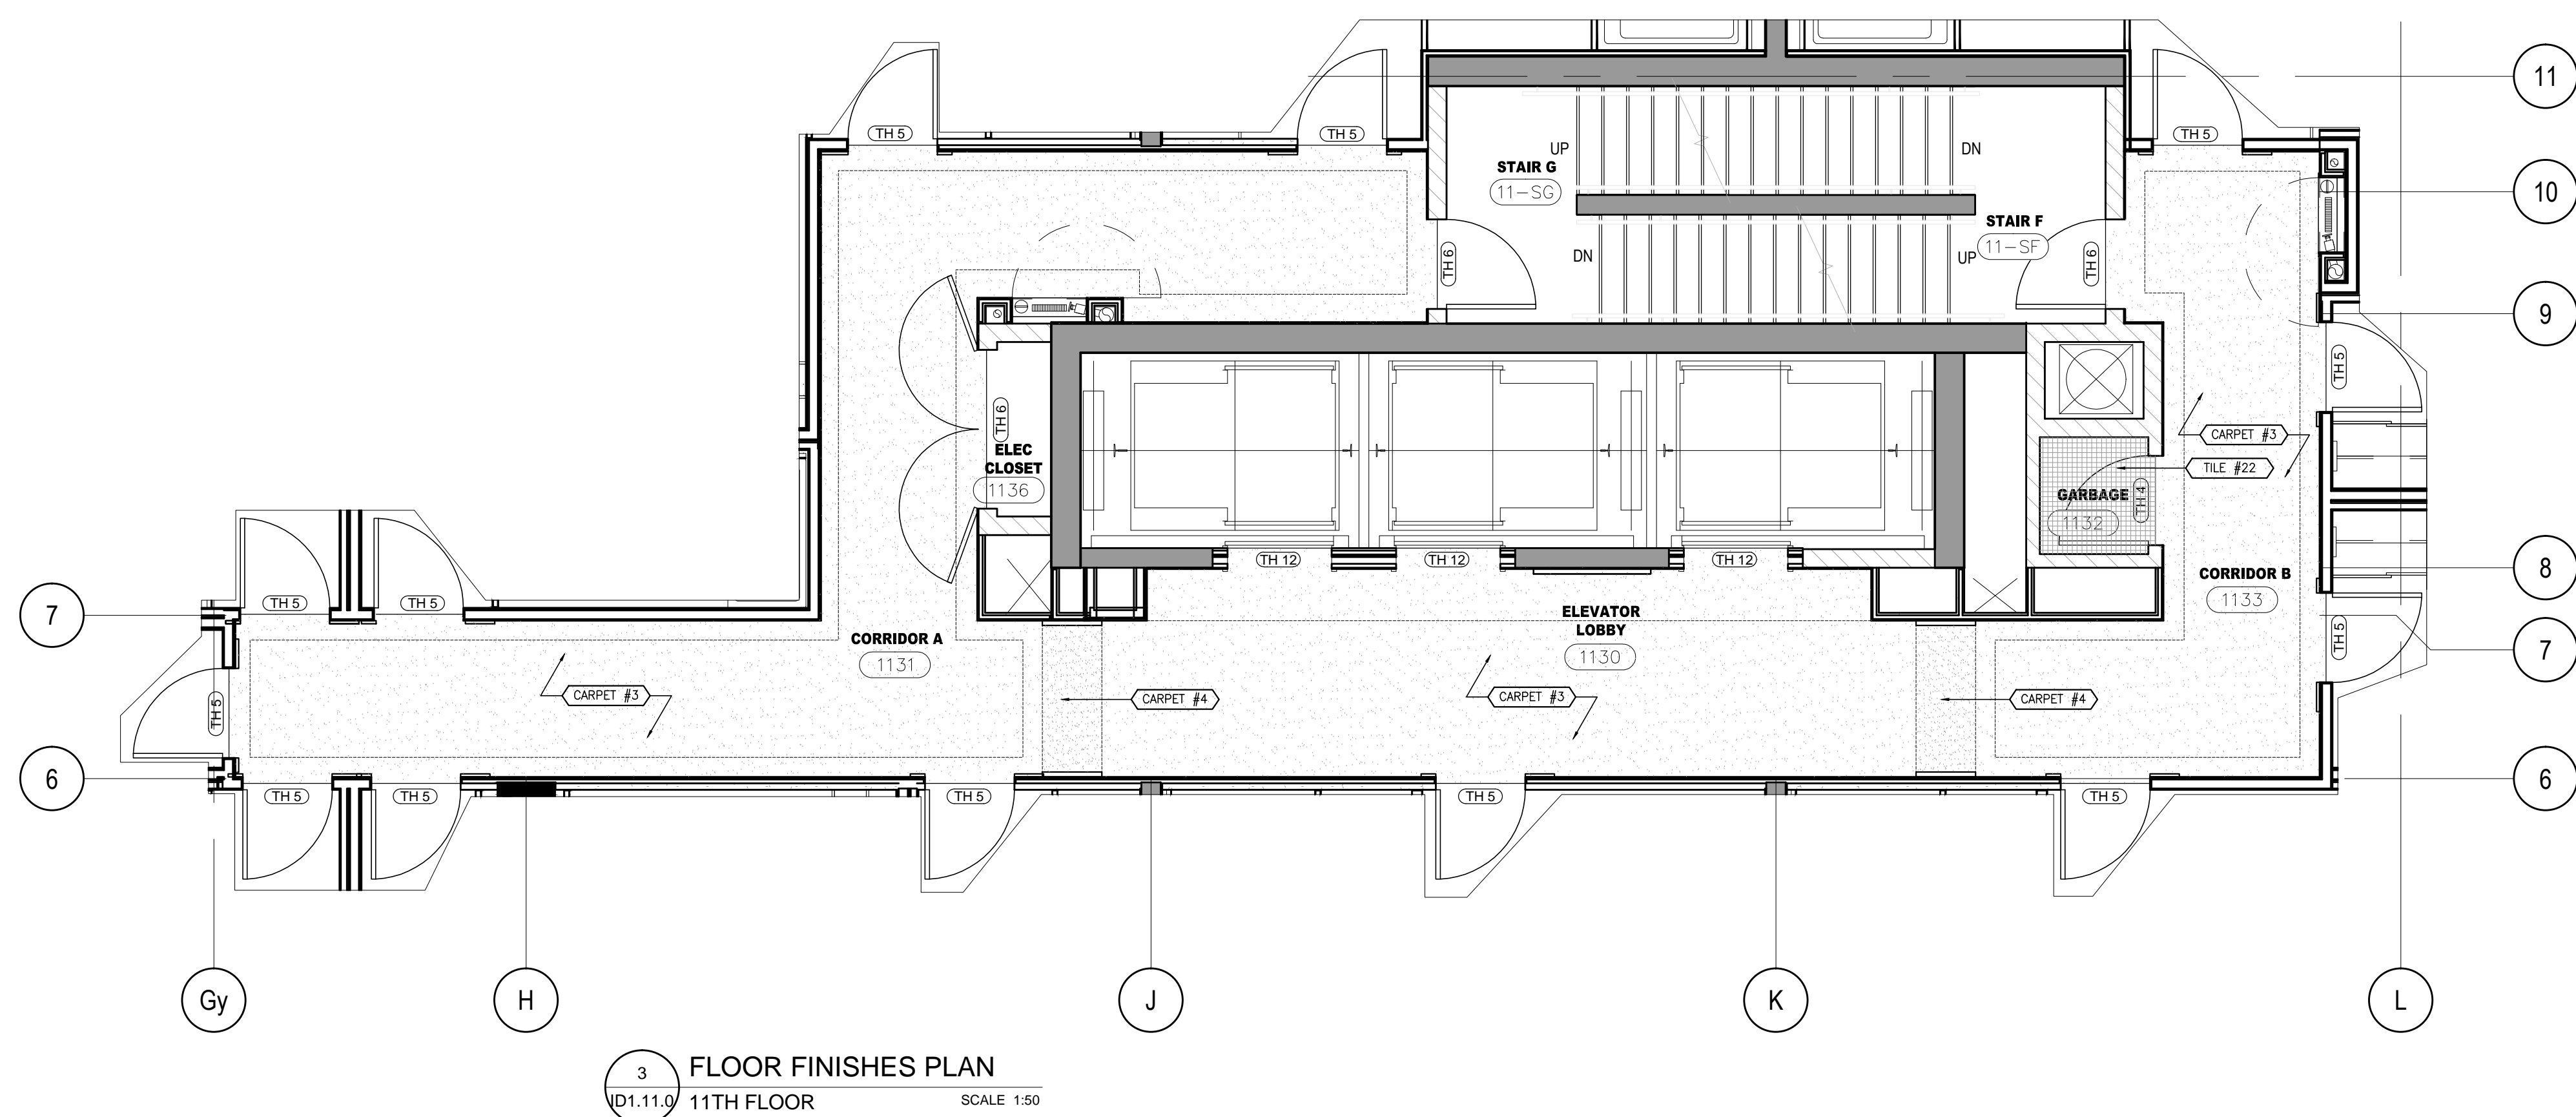 11
TH 5
TH 5
TH 5
UP
DN
STAIR G
11-SG
10
STAIR F
11-SF
DN
UP
TH 6
TH 6
9
TH 5
TH 6
ELEC
CLOSET
1136
CARPET #3
TILE #22
GARBAGE
TH 4
1132
TH 12
TH 12
TH 12
8
CORRIDOR B
1133
7
TH 5
TH 5
ELEVATOR
LOBBY
1130
CORRIDOR A
1131
TH 5
7
CARPET #3
CARPET #4
CARPET #3
CARPET #4
TH 5
6
6
TH 5
TH 5
TH 5
TH 5
TH 5
Gy
H
J
K
L
3
FLOOR FINISHES PLAN
ID1.11.0
11TH FLOOR
SCALE 1:50